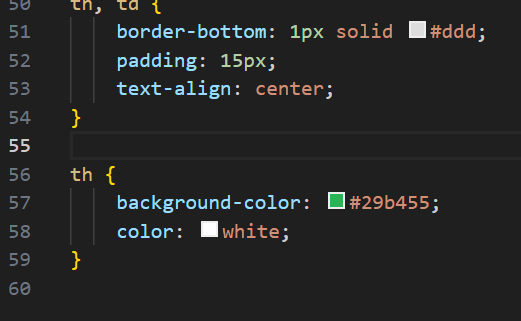 50 th, td {
51 border-bottom: 1px solid #ddd;
52 padding: 15px;
53 text-align: center;
54 }
55
56 th {
57 background-color: #29b455;
58 color: white;
59 }
60